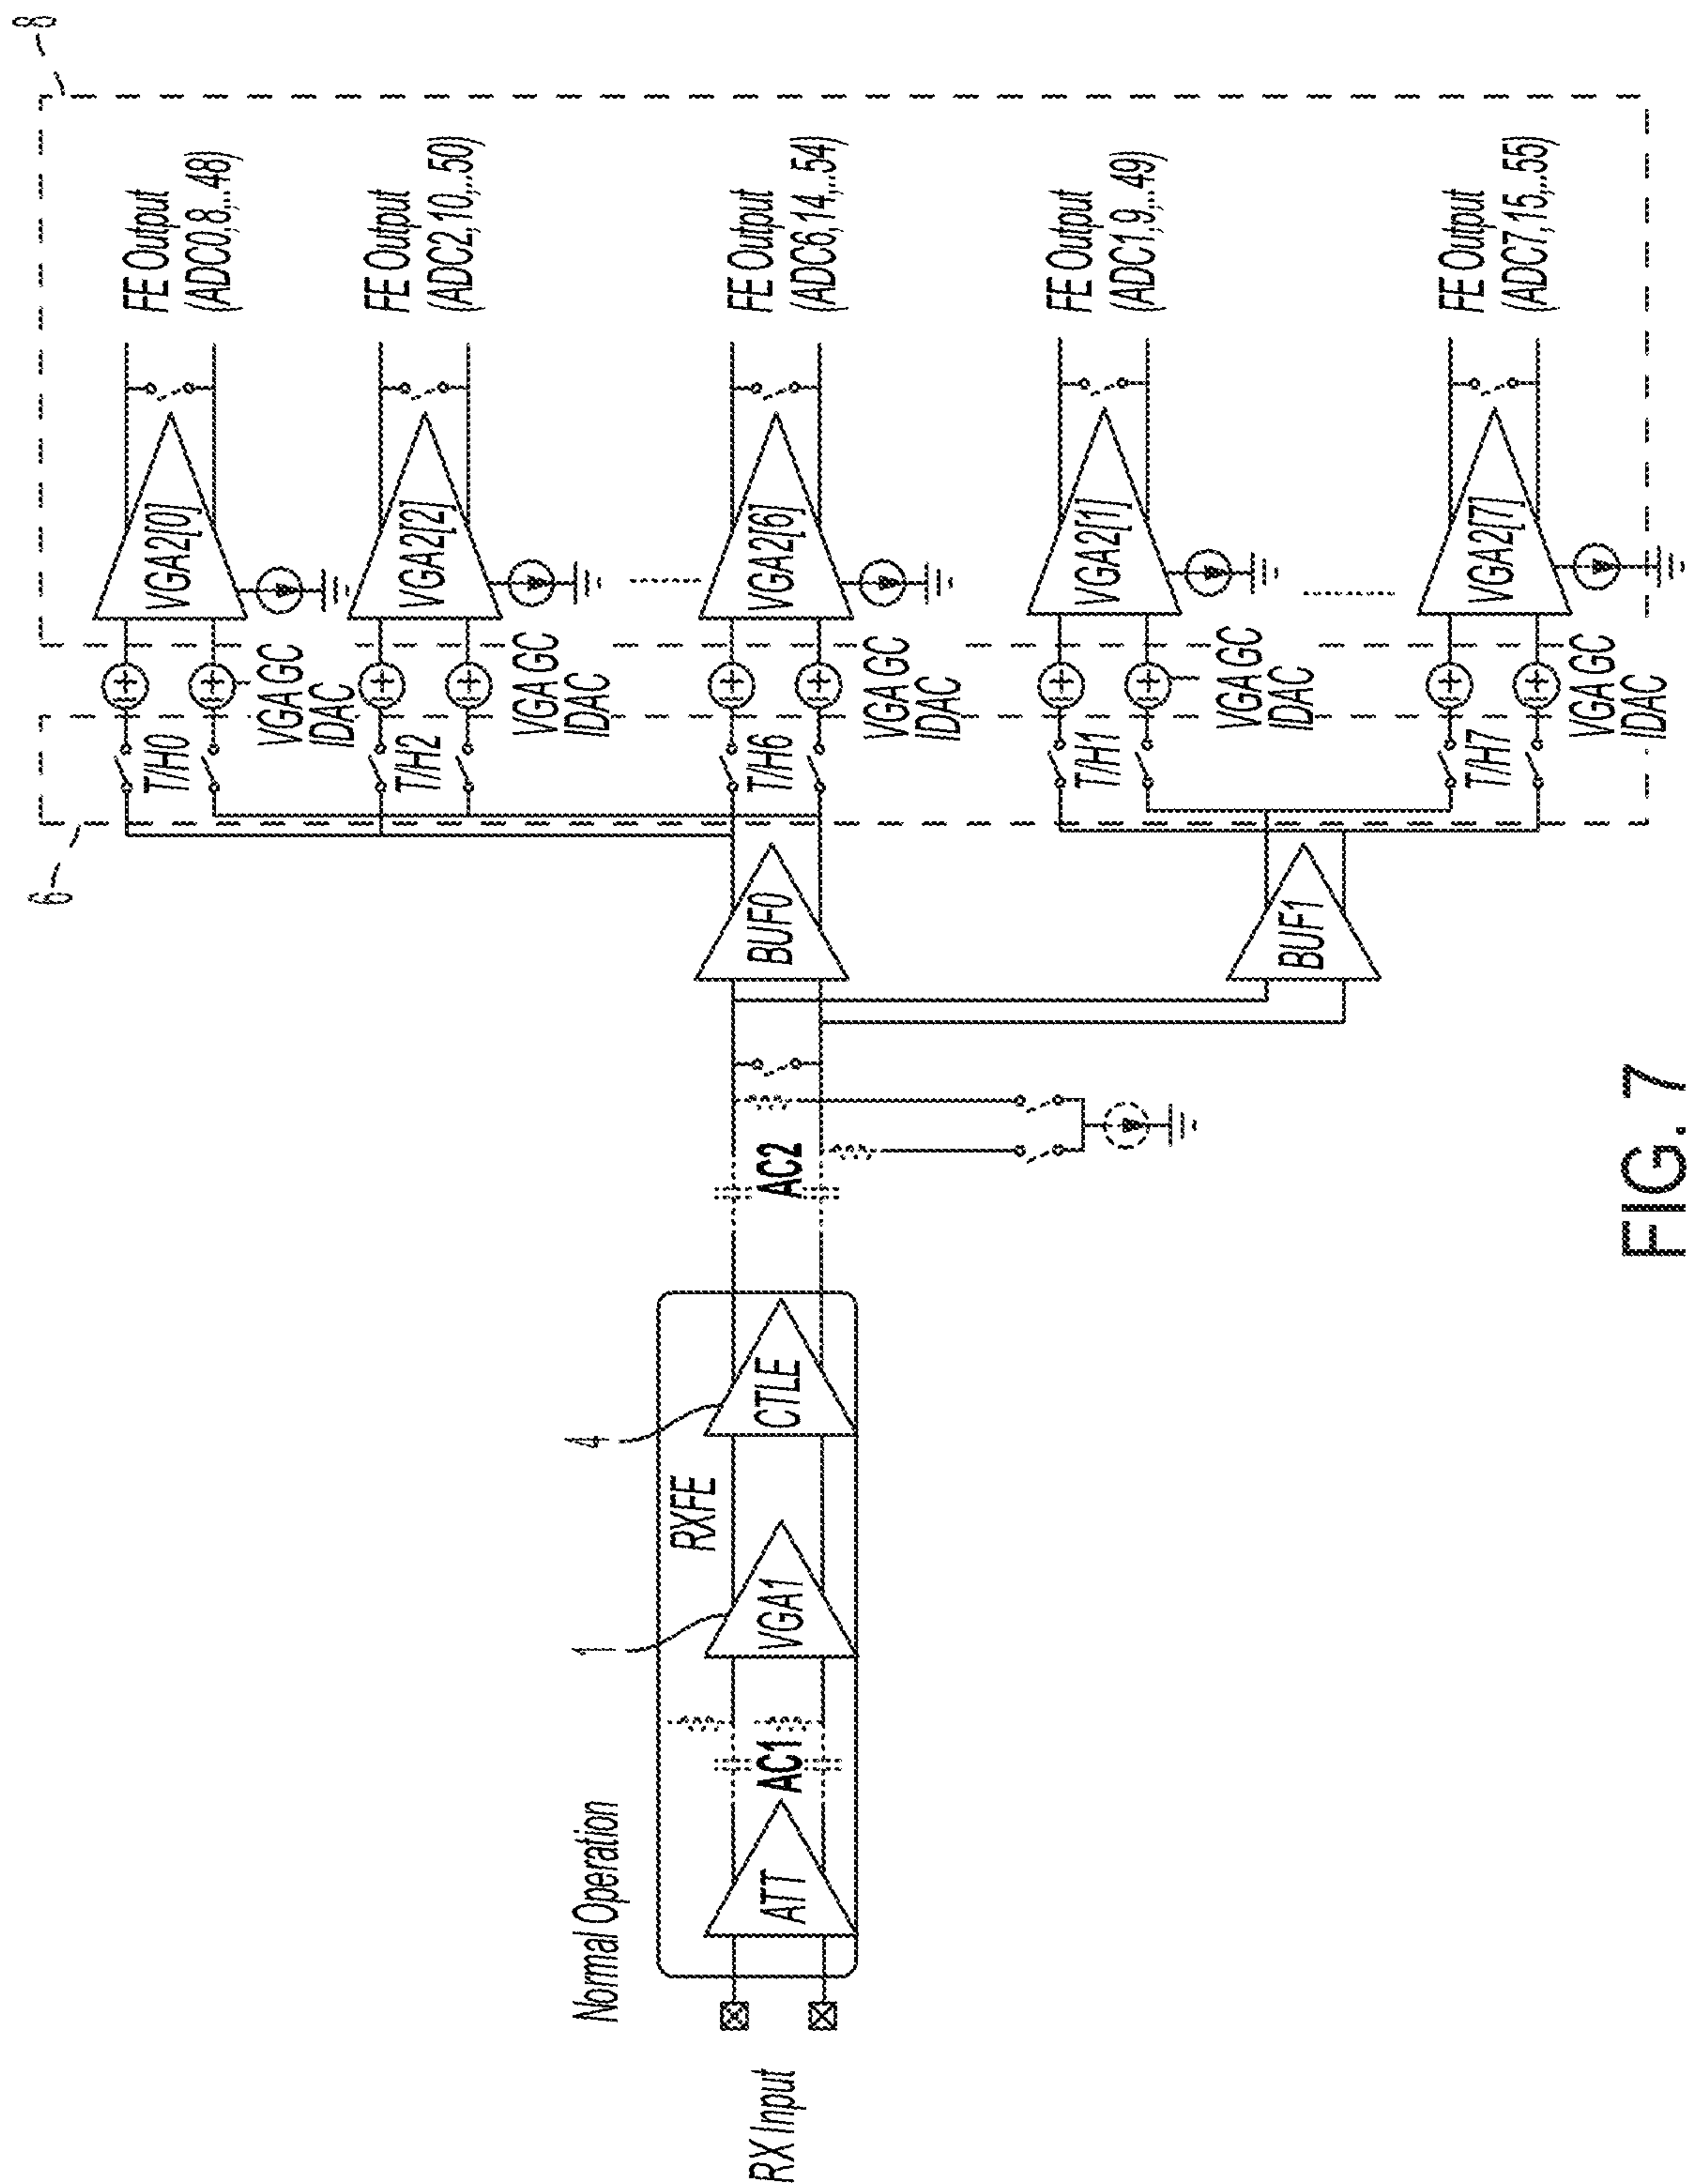 8
6
FE Output
(ADC0,8,..48)
FE Output
(ADC2,10,..50)
FE Output
(ADC6,14,..54)
FE Output
(ADC1,9,..49)
FE Output
(ADC7,15,..55)
VGA2[0]
VGA2[2]
VGA2[6]
VGA2[1]
VGA2[7]
VGA GC
IDAC
VGA GC
IDAC
VGA GC
IDAC
VGA GC
IDAC
VGA GC
IDAC
T/H0
T/H2
T/H6
T/H1
T/H7
BUF0
BUF1
AC2
Normal Operation
RXFE
1
4
ATT
AC1
VGA1
CTLE
RX Input
FIG. 7